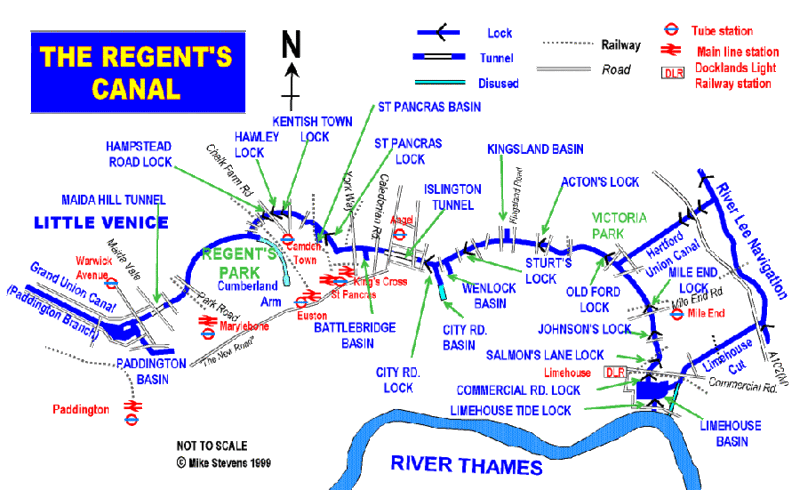 THE REGENT'S
CANAL
N
Lock
Tunnel
Disused
Railway
Road
Tube station
Main line station
DLR
Docklands Light
Railway station
ST PANCRAS BASIN
KENTISH TOWN
LOCK
HAWLEY
LOCK
HAMPSTEAD
ROAD LOCK
ST PANCRAS
LOCK
KINGSLAND BASIN
Chalk Farm Rd
York Way
Caledonian Rd
Kingsland Road
ISLINGTON
TUNNEL
ACTON'S LOCK
MAIDA HILL TUNNEL
LITTLE VENICE
Angel
VICTORIA
PARK
River Lee Navigation
Hartford
Union Canal
Maida Vale
REGENT'S
PARK
Camden
Town
Warwick
Avenue
Cumberland
Arm
King's Cross
St Pancras
STURT'S
LOCK
WENLOCK
BASIN
OLD FORD
LOCK
MILE END
LOCK
Mile End Rd
Mile End
Grand Union Canal
(Paddington Branch)
Park Road
Marylebone
Euston
BATTLEBRIDGE
BASIN
CITY RD.
BASIN
JOHNSON'S LOCK
"The New Road"
PADDINGTON
BASIN
CITY RD.
LOCK
SALMON'S LANE LOCK
Limehouse
DLR
Limehouse
Cut
A102(M)
Commercial Rd.
COMMERCIAL RD. LOCK
LIMEHOUSE TIDE LOCK
LIMEHOUSE
BASIN
Paddington
NOT TO SCALE
© Mike Stevens 1999
RIVER THAMES